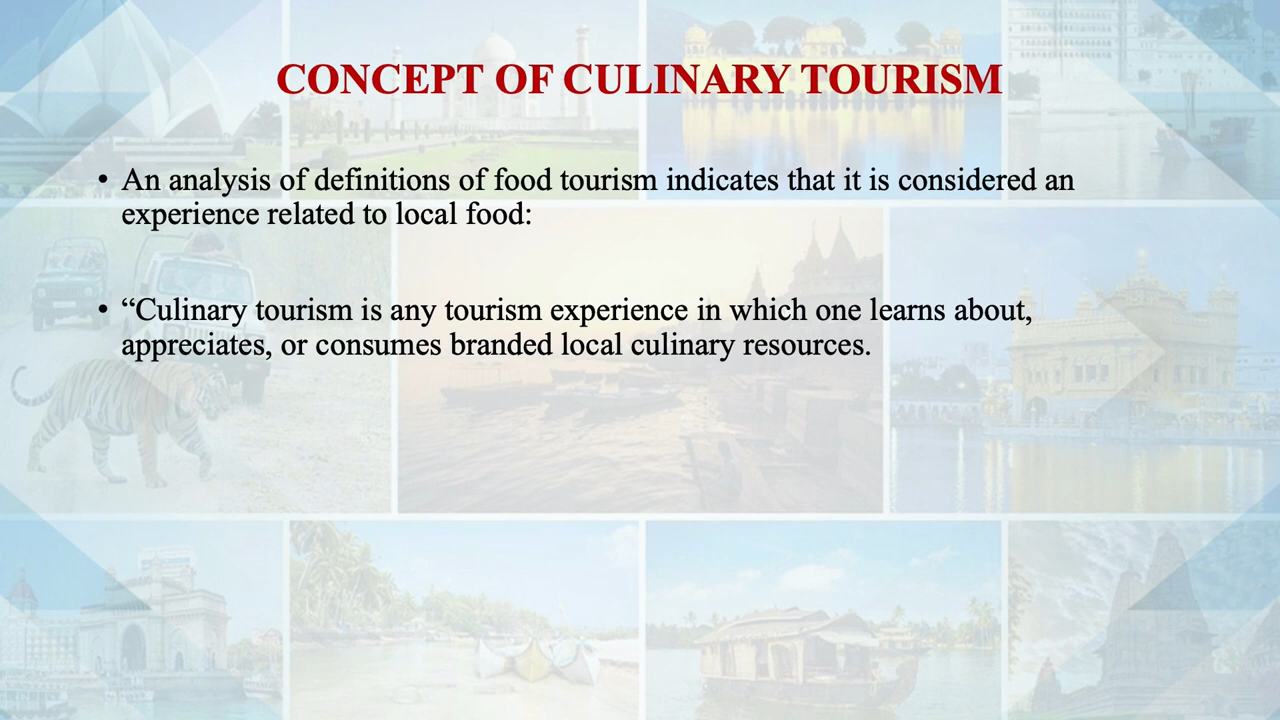 CONCEPT OF CULINARY TOURISM
• An analysis of definitions of food tourism indicates that it is considered an
experience related to local food:
• “Culinary tourism is any tourism experience in which one learns about,
appreciates, or consumes branded local culinary resources.